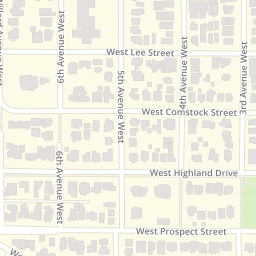 6th Avenue West
West Lee Street
5th Avenue West
4th Avenue West
3rd Avenue West
West Comstock Street
6th Avenue West
West Highland Drive
West Prospect Street